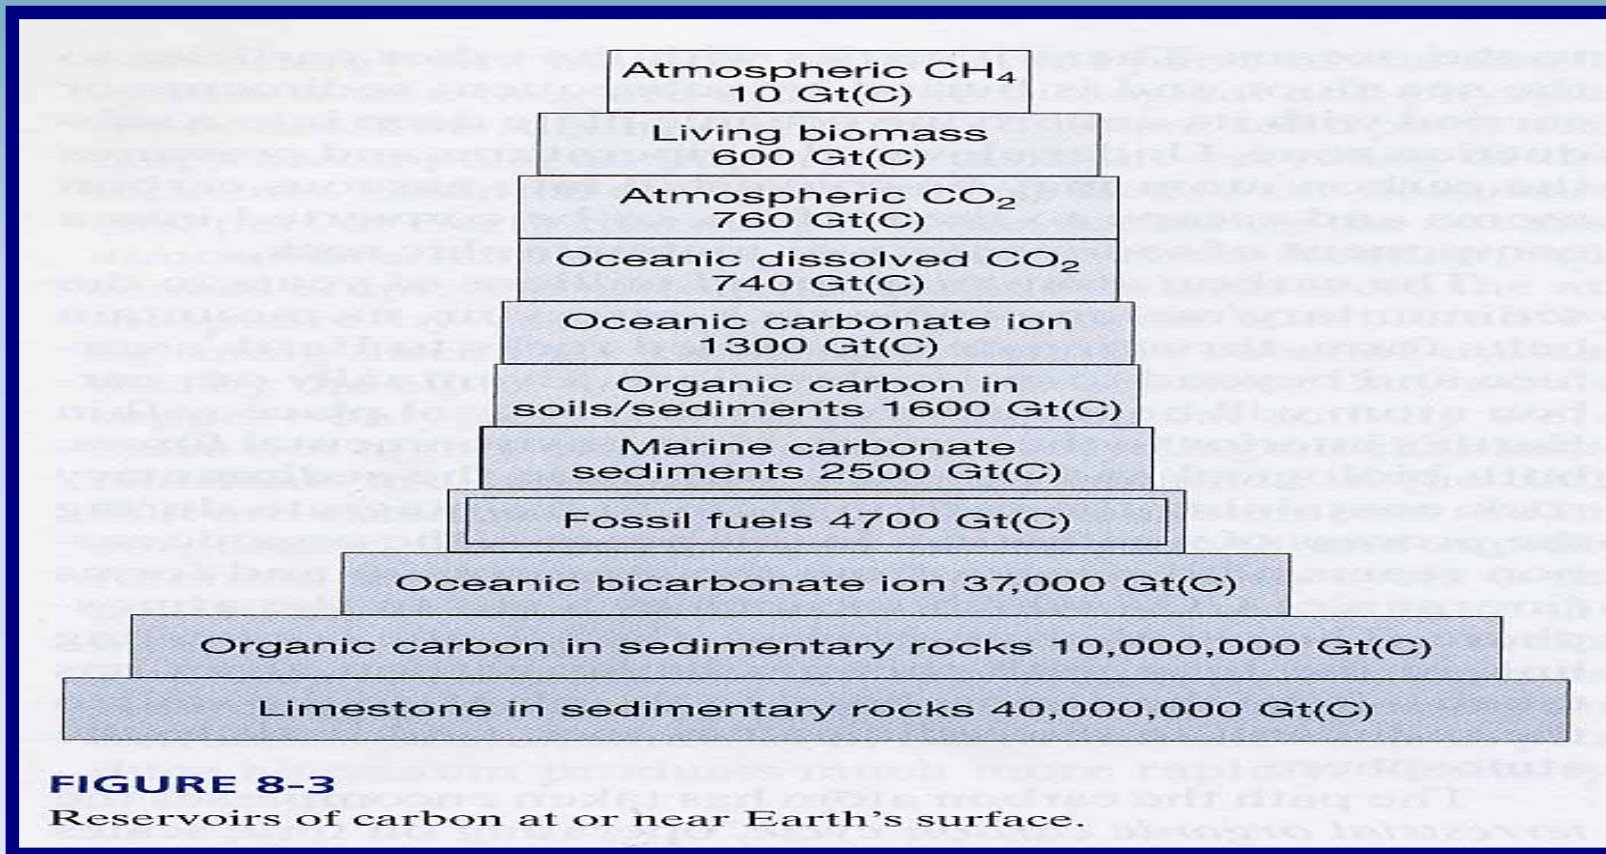 Atmospheric CH₄
10 Gt(C)
Living biomass
600 Gt(C)
Atmospheric CO₂
760 Gt(C)
Oceanic dissolved CO₂
740 Gt(C)
Oceanic carbonate ion
1300 Gt(C)
Organic carbon in
soils/sediments 1600 Gt(C)
Marine carbonate
sediments 2500 Gt(C)
Fossil fuels 4700 Gt(C)
Oceanic bicarbonate ion 37,000 Gt(C)
Organic carbon in sedimentary rocks 10,000,000 Gt(C)
Limestone in sedimentary rocks 40,000,000 Gt(C)
FIGURE 8-3
Reservoirs of carbon at or near Earth's surface.